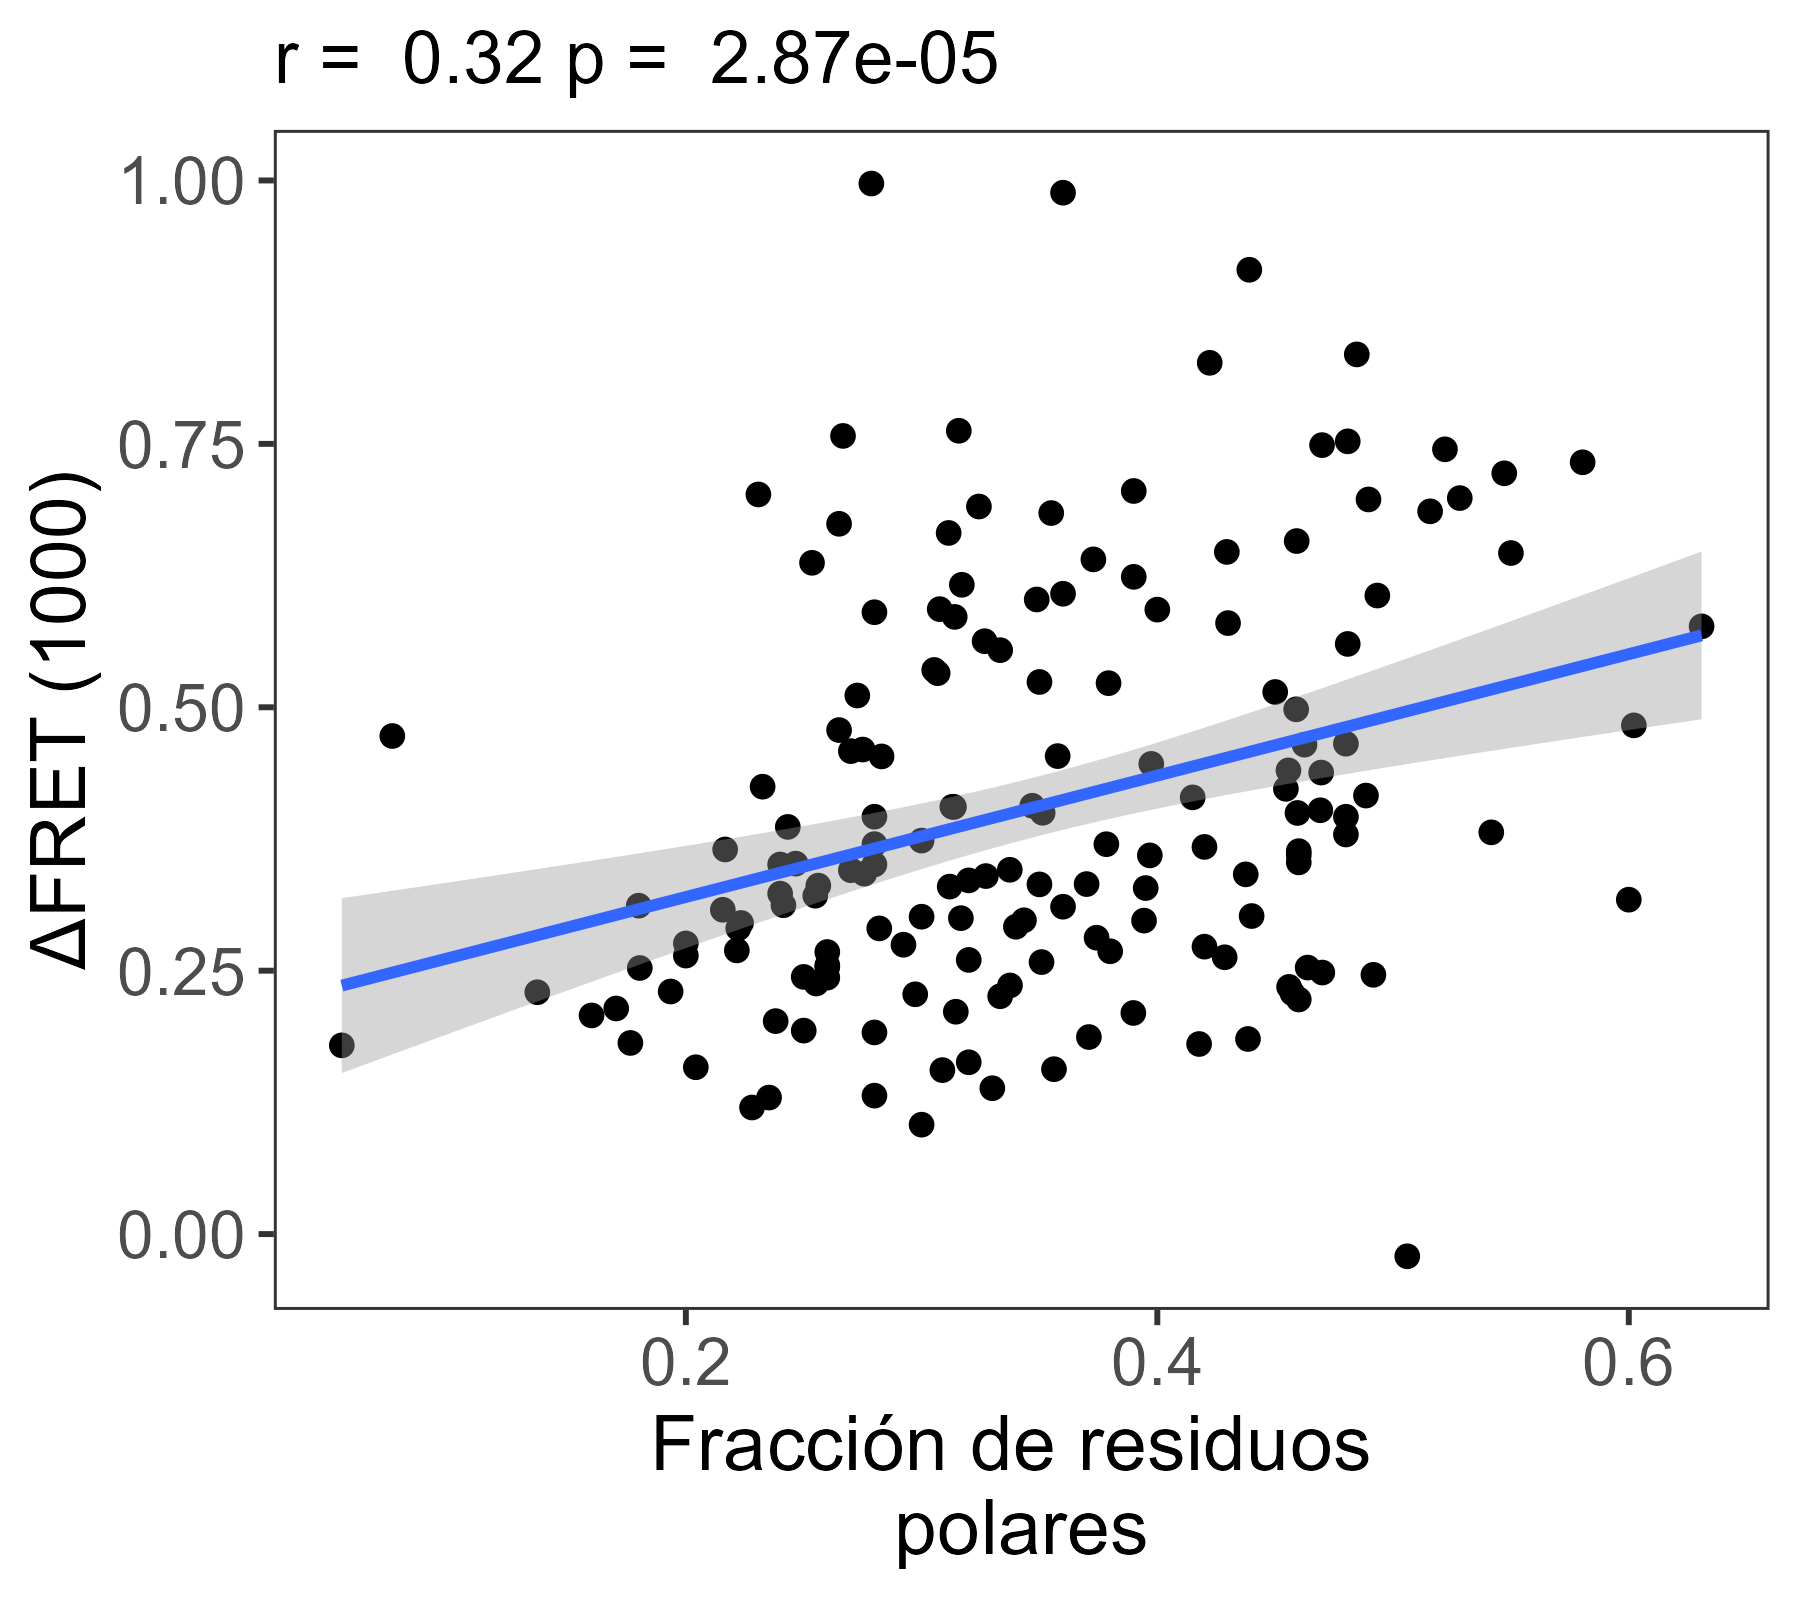 r =  0.32 p =  2.87e-05
1.00
0.75
0.50
0.25
0.00
ΔFRET (1000)
0.2
0.4
0.6
Fracción de residuos
polares